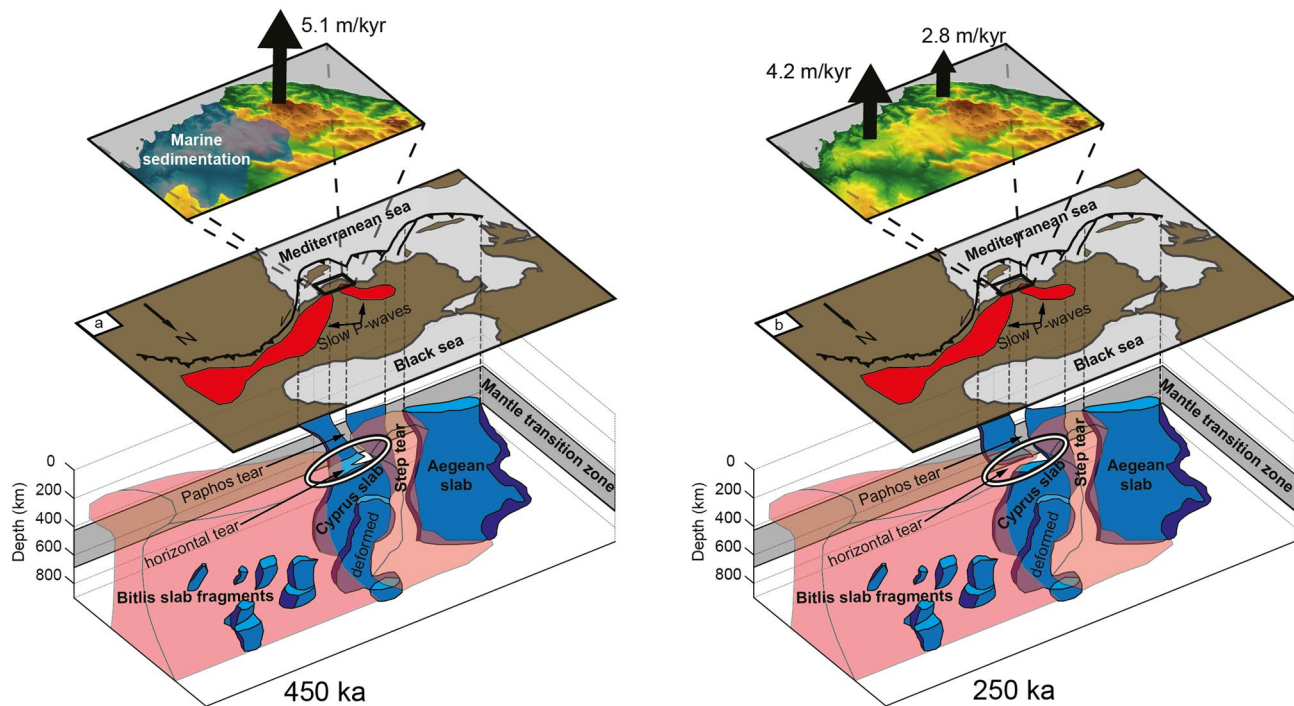 5.1 m/kyr
Marine
sedimentation
Mediterranean sea
a
N
Slow P-waves
Black sea
Mantle transition zone
0
200
400
600
800
Depth (km)
Paphos tear
horizontal tear
Cyprus slab
deformed
Step tear
Aegean
slab
Bitlis slab fragments
450 ka
4.2 m/kyr
2.8 m/kyr
Mediterranean sea
b
N
Slow P-waves
Black sea
Mantle transition zone
0
200
400
600
800
Depth (km)
Paphos tear
horizontal tear
Cyprus slab
deformed
Step tear
Aegean
slab
Bitlis slab fragments
250 ka